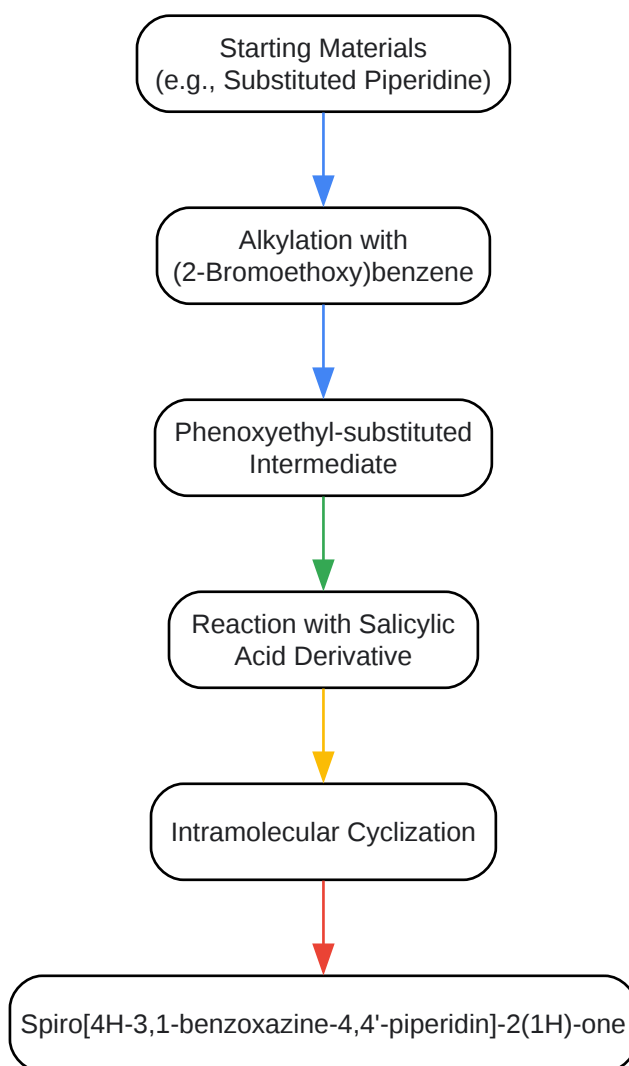 Starting Materials
(e.g., Substituted Piperidine)
Alkylation with
(2-Bromoethoxy)benzene
Phenoxyethyl-substituted
Intermediate
Reaction with Salicylic
Acid Derivative
Intramolecular Cyclization
Spiro[4H-3,1-benzoxazine-4,4'-piperidin]-2(1H)-one